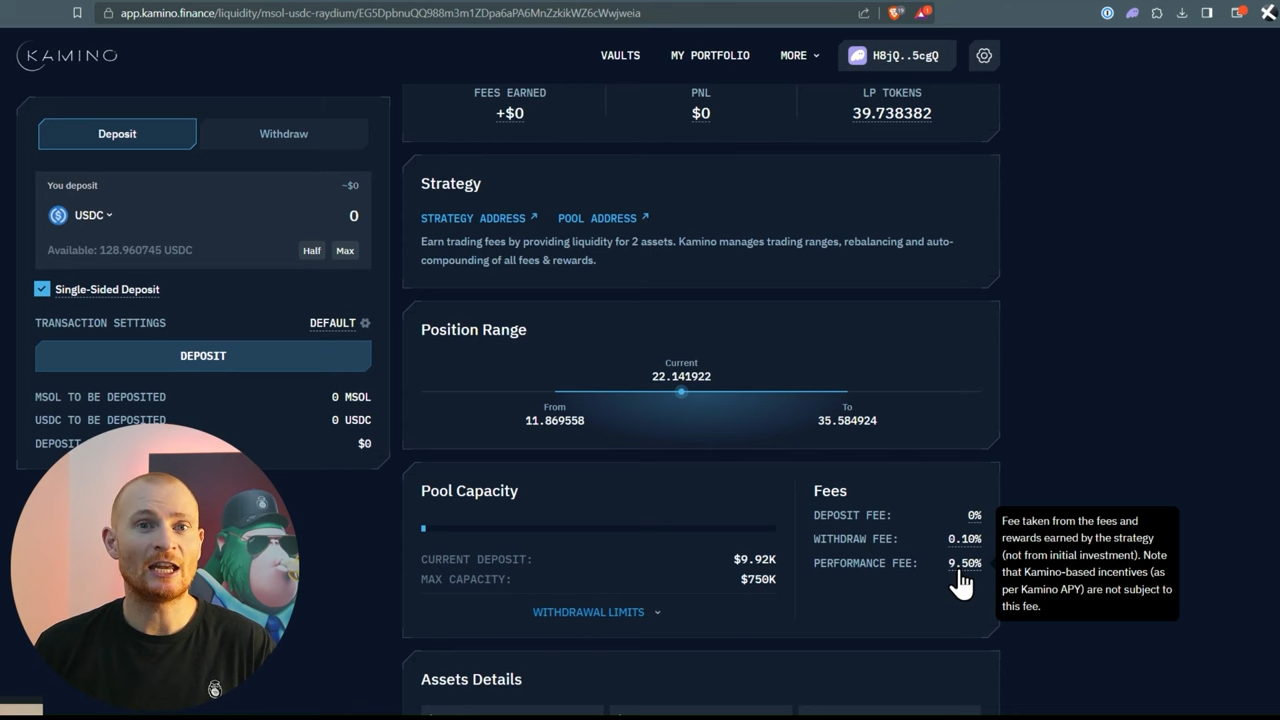 app.kamino.finance/liquidity/msol-usdc-raydium/EG5DpbnuQQ988m3m1ZDpa6aPA6MnZzkikWZ6cWwjweia
19
1
KAMINO
VAULTS
MY PORTFOLIO
MORE
H8jQ..5cgQ
Deposit
Withdraw
You deposit
~$0
USDC
0
Available: 128.960745 USDC
Half
Max
Single-Sided Deposit
TRANSACTION SETTINGS
DEFAULT
DEPOSIT
MSOL TO BE DEPOSITED
0 MSOL
USDC TO BE DEPOSITED
0 USDC
DEPOSIT
$0
FEES EARNED
+$0
PNL
$0
LP TOKENS
39.738382
Strategy
STRATEGY ADDRESS
POOL ADDRESS
Earn trading fees by providing liquidity for 2 assets. Kamino manages trading ranges, rebalancing and auto-
compounding of all fees & rewards.
Position Range
Current
22.141922
From
11.869558
To
35.584924
Pool Capacity
CURRENT DEPOSIT:
$9.92K
MAX CAPACITY:
$750K
WITHDRAWAL LIMITS
Fees
DEPOSIT FEE:
0%
WITHDRAW FEE:
0.10%
PERFORMANCE FEE:
9.50%
Fee taken from the fees and
rewards earned by the strategy
(not from initial investment). Note
that Kamino-based incentives (as
per Kamino APY) are not subject to
this fee.
Assets Details